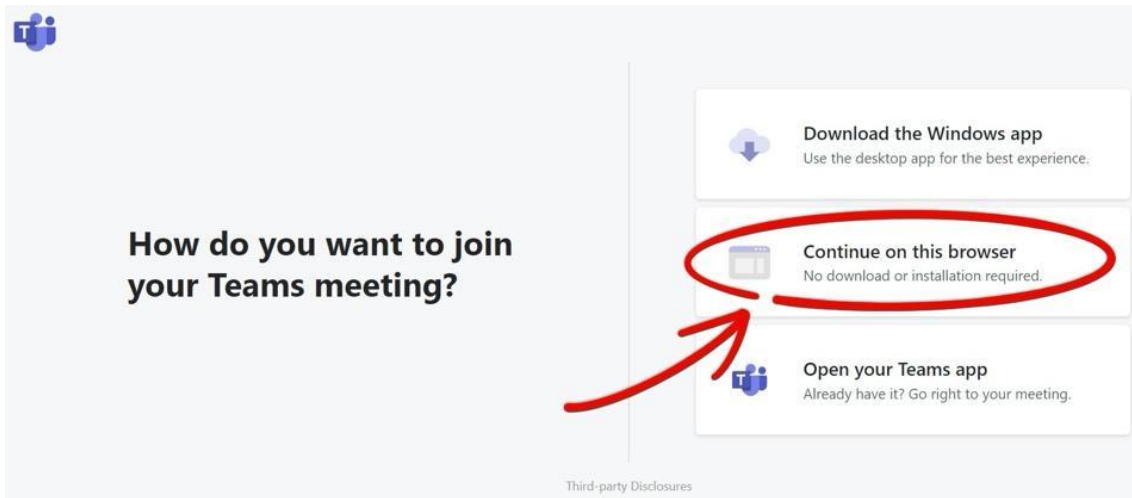 How do you want to join
your Teams meeting?
Download the Windows app
Use the desktop app for the best experience.
Continue on this browser
No download or installation required.
Open your Teams app
Already have it? Go right to your meeting.
Third-party Disclosures